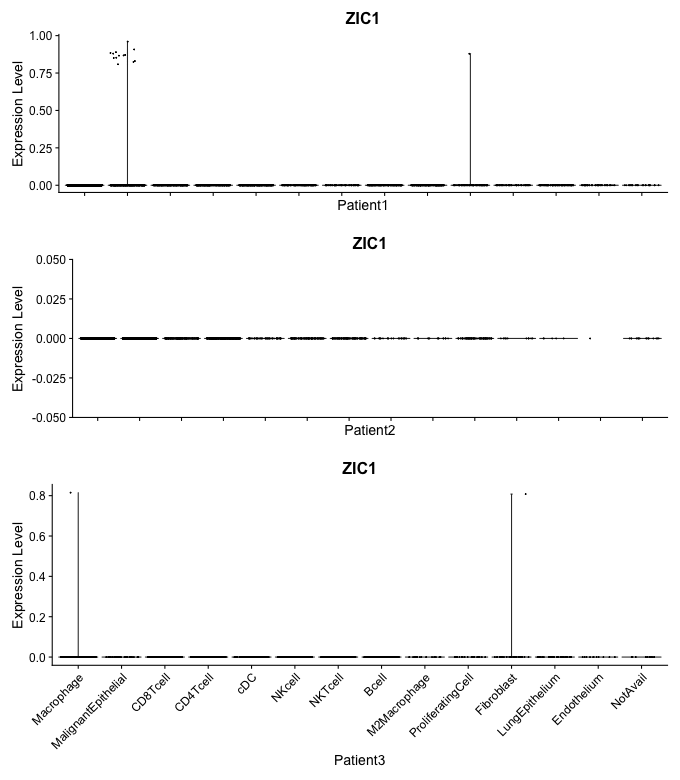 ZIC1
Expression Level
1.00
0.75
0.50
0.25
0.00
Patient1
ZIC1
Expression Level
0.050
0.025
0.000
-0.025
-0.050
Patient2
ZIC1
Expression Level
0.8
0.6
0.4
0.2
0.0
Macrophage
MalignantEpithelial
CD8Tcell
CD4Tcell
cDC
NKcell
NKTcell
Bcell
M2Macrophage
ProliferatingCell
Fibroblast
LungEpithelium
Endothelium
NotAvail
Patient3